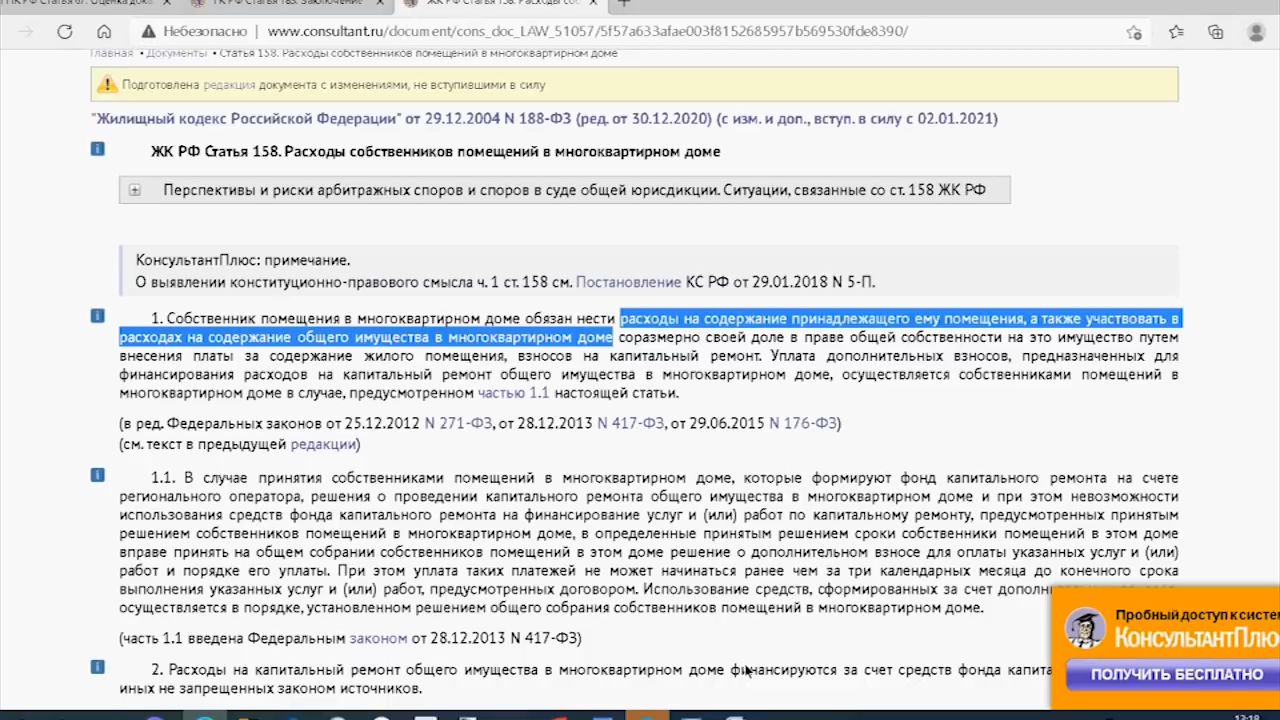 Небезопасно
www.consultant.ru/document/cons_doc_LAW_51057/5f57a633afae003f8152685957b569530fde8390/
Главная • Документы • Статья 158. Расходы собственников помещений в многоквартирном доме
Подготовлена редакция документа с изменениями, не вступившими в силу
"Жилищный кодекс Российской Федерации" от 29.12.2004 N 188-ФЗ (ред. от 30.12.2020) (с изм. и доп., вступ. в силу с 02.01.2021)
ЖК РФ Статья 158. Расходы собственников помещений в многоквартирном доме
Перспективы и риски арбитражных споров и споров в суде общей юрисдикции. Ситуации, связанные со ст. 158 ЖК РФ
КонсультантПлюс: примечание.
О выявлении конституционно-правового смысла ч. 1 ст. 158 см. Постановление КС РФ от 29.01.2018 N 5-П.
1. Собственник помещения в многоквартирном доме обязан нести расходы на содержание принадлежащего ему помещения, а также участвовать в
расходах на содержание общего имущества в многоквартирном доме соразмерно своей доле в праве общей собственности на это имущество путем
внесения платы за содержание жилого помещения, взносов на капитальный ремонт. Уплата дополнительных взносов, предназначенных для
финансирования расходов на капитальный ремонт общего имущества в многоквартирном доме, осуществляется собственниками помещений в
многоквартирном доме в случае, предусмотренном частью 1.1 настоящей статьи.
(в ред. Федеральных законов от 25.12.2012 N 271-ФЗ, от 28.12.2013 N 417-ФЗ, от 29.06.2015 N 176-ФЗ)
(см. текст в предыдущей редакции)
1.1. В случае принятия собственниками помещений в многоквартирном доме, которые формируют фонд капитального ремонта на счете
регионального оператора, решения о проведении капитального ремонта общего имущества в многоквартирном доме и при этом невозможности
использования средств фонда капитального ремонта на финансирование услуг и (или) работ по капитальному ремонту, предусмотренных принятым
решением собственников помещений в многоквартирном доме, в определенные принятым решением сроки собственники помещений в этом доме
вправе принять на общем собрании собственников помещений в этом доме решение о дополнительном взносе для оплаты указанных услуг и (или)
работ и порядке его уплаты. При этом уплата таких платежей не может начинаться ранее чем за три календарных месяца до конечного срока
выполнения указанных услуг и (или) работ, предусмотренных договором. Использование средств, сформированных за счет
осуществляется в порядке, установленном решением общего собрания собственников помещений в многоквартирном доме.
(часть 1.1 введена Федеральным законом от 28.12.2013 N 417-ФЗ)
2. Расходы на капитальный ремонт общего имущества в многоквартирном доме финансируются за счет средств фонда
иных не запрещенных законом источников.
Пробный доступ к
КонсультантПлю
ПОЛУЧИТЬ БЕСПЛАТНО